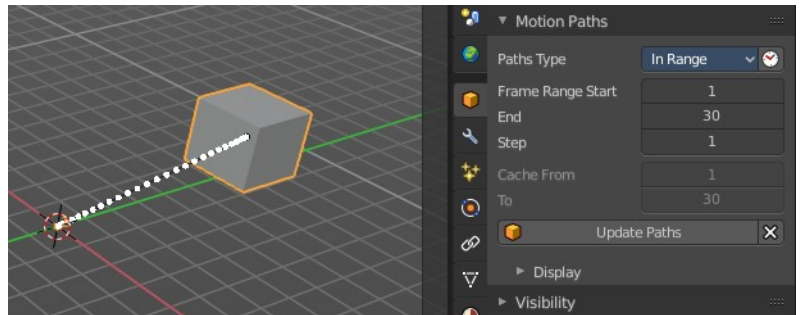 Motion Paths
Paths Type In Range
Frame Range Start 1
End 30
Step 1
Cache From 1
To 30
Update Paths
Display
Visibility